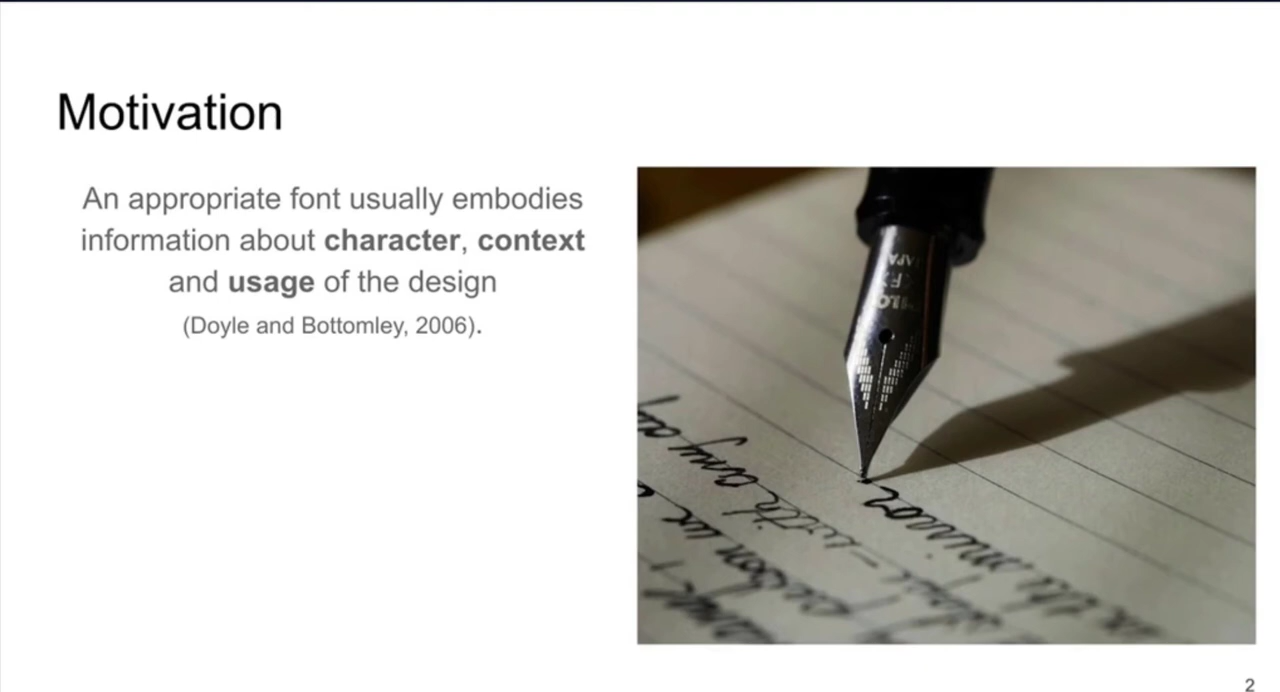 Motivation
An appropriate font usually embodies
information about character, context
and usage of the design
(Doyle and Bottomley, 2006).
2